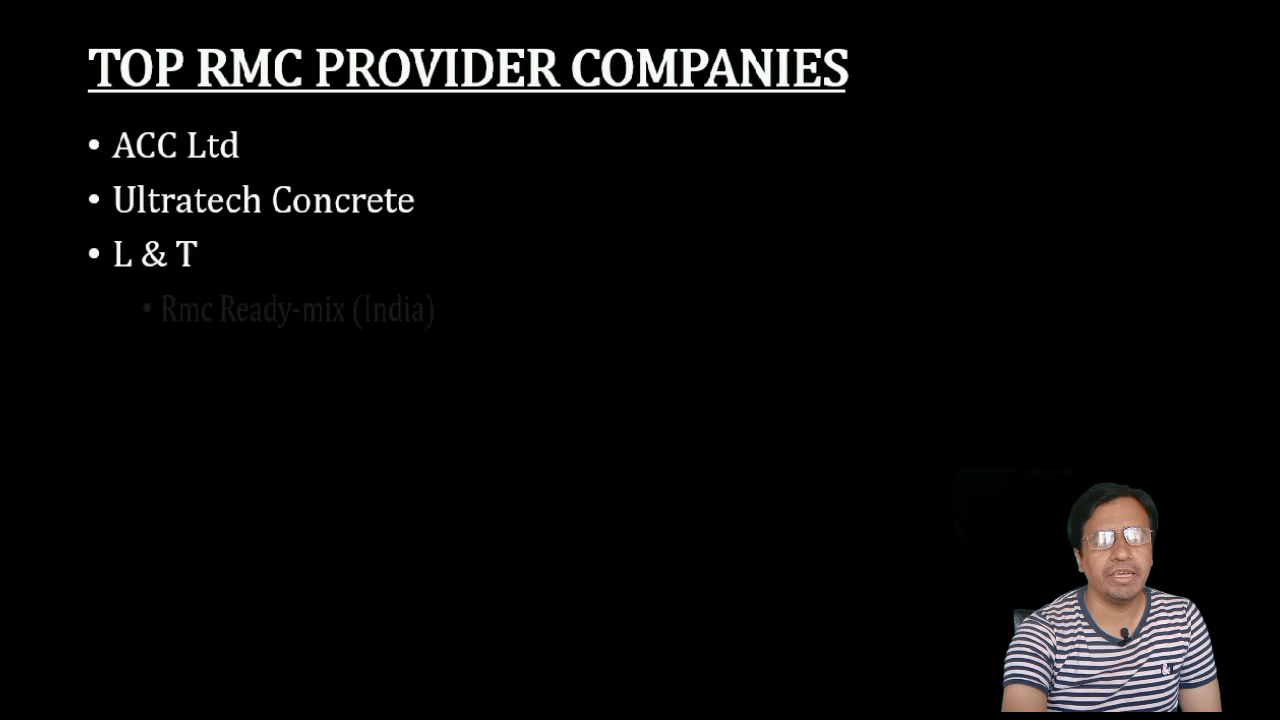 TOP RMC PROVIDER COMPANIES
• ACC Ltd
• Ultratech Concrete
• L & T
• Rmc Ready-mix (India)